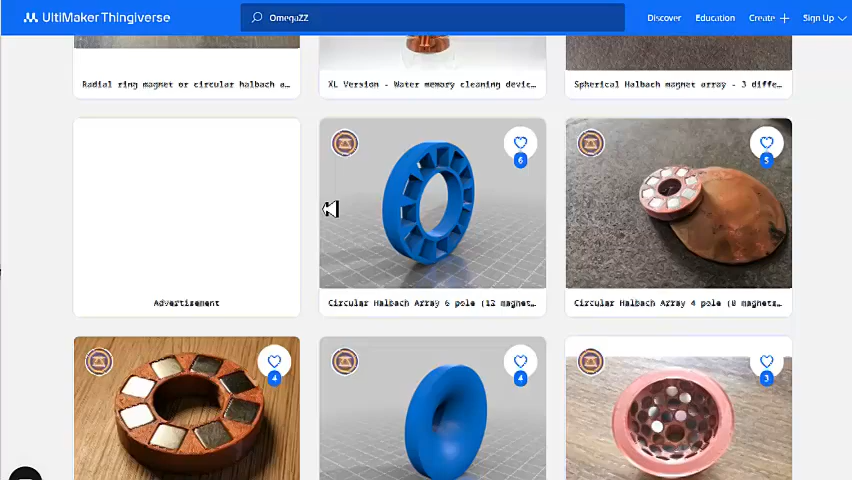 UltiMaker Thingiverse
OmegaZZ
Discover
Education
Create
Sign Up
Radial ring magnet or circular halbach a…
XL Version - Water memory cleaning devic…
Spherical Halbach magnet array - 3 diffe…
6
5
Advertisement
Circular Halbach Array 6 pole (12 magnet…
Circular Halbach Array 4 pole (8 magnets…
4
4
3